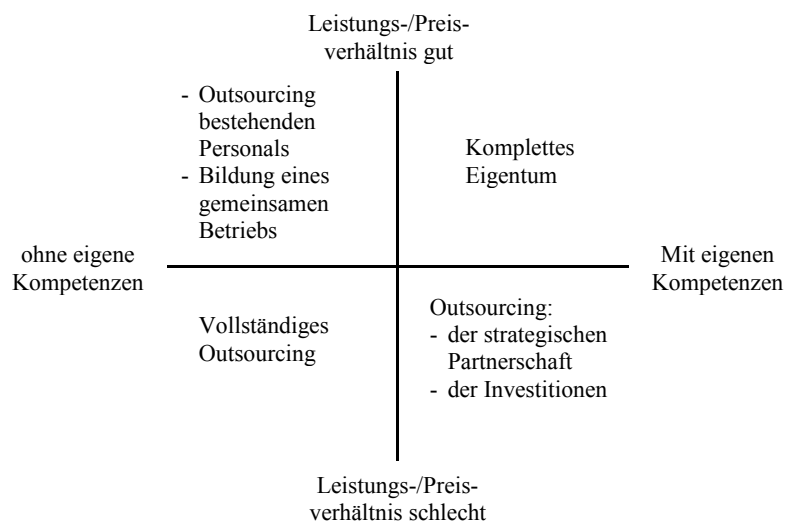 Leistungs-/Preis-
verhältnis gut
- Outsourcing
bestehenden
Personals
- Bildung eines
gemeinsamen
Betriebs
Komplettes
Eigentum
ohne eigene
Kompetenzen
Mit eigenen
Kompetenzen
Vollständiges
Outsourcing
Outsourcing:
- der strategischen
Partnerschaft
- der Investitionen
Leistungs-/Preis-
verhältnis schlecht